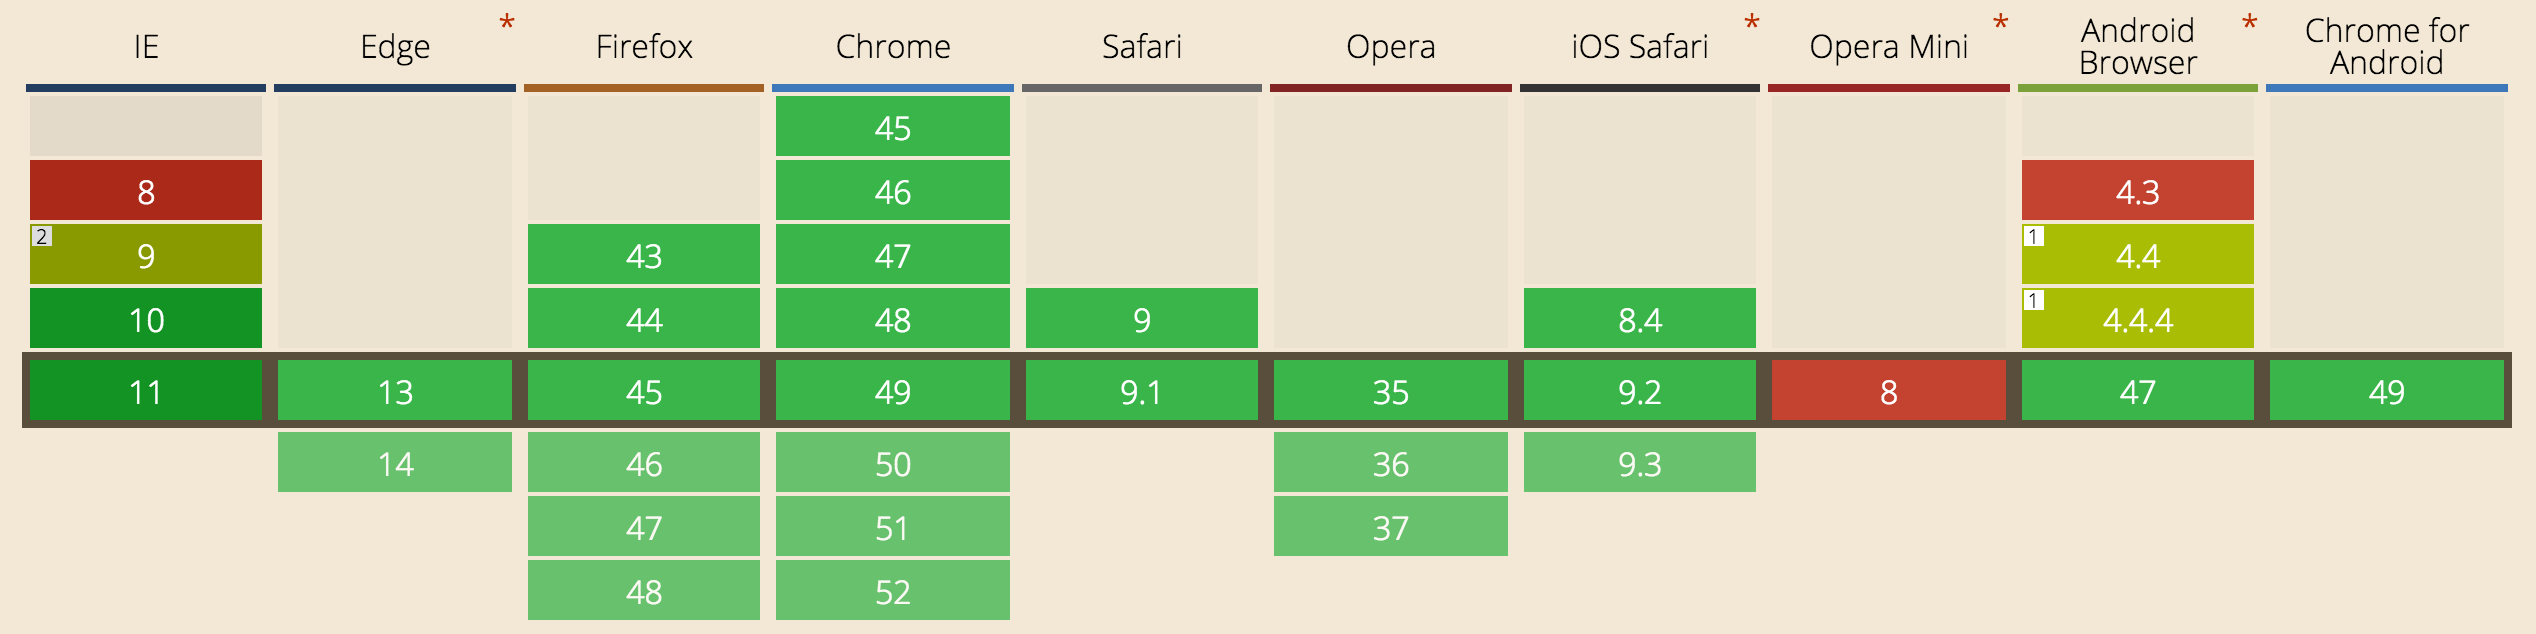 IE Edge * Firefox Chrome Safari Opera iOS Safari * Opera Mini * Android Browser * Chrome for Android
45
8 46 4.3
2 9 43 47 1 4.4
10 44 48 9 8.4 1 4.4.4
11 13 45 49 9.1 35 9.2 8 47 49
14 46 50 36 9.3
47 51 37
48 52